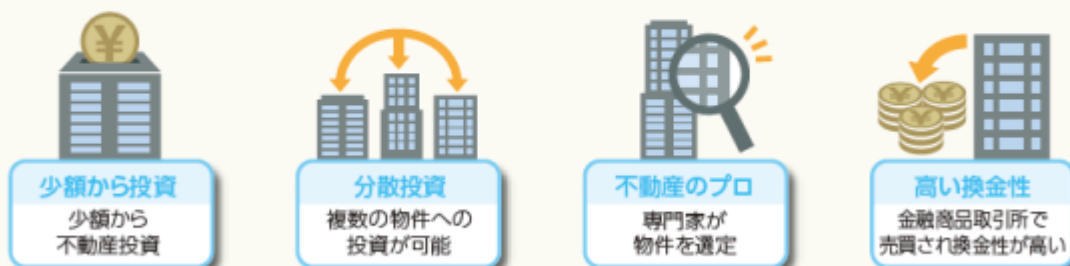 ¥
少額から投資
少額から
不動産投資
分散投資
複数の物件への
投資が可能
不動産のプロ
専門家が
物件を選定
¥ ¥
¥
高い換金性
金融商品取引所で
売買され換金性が高い